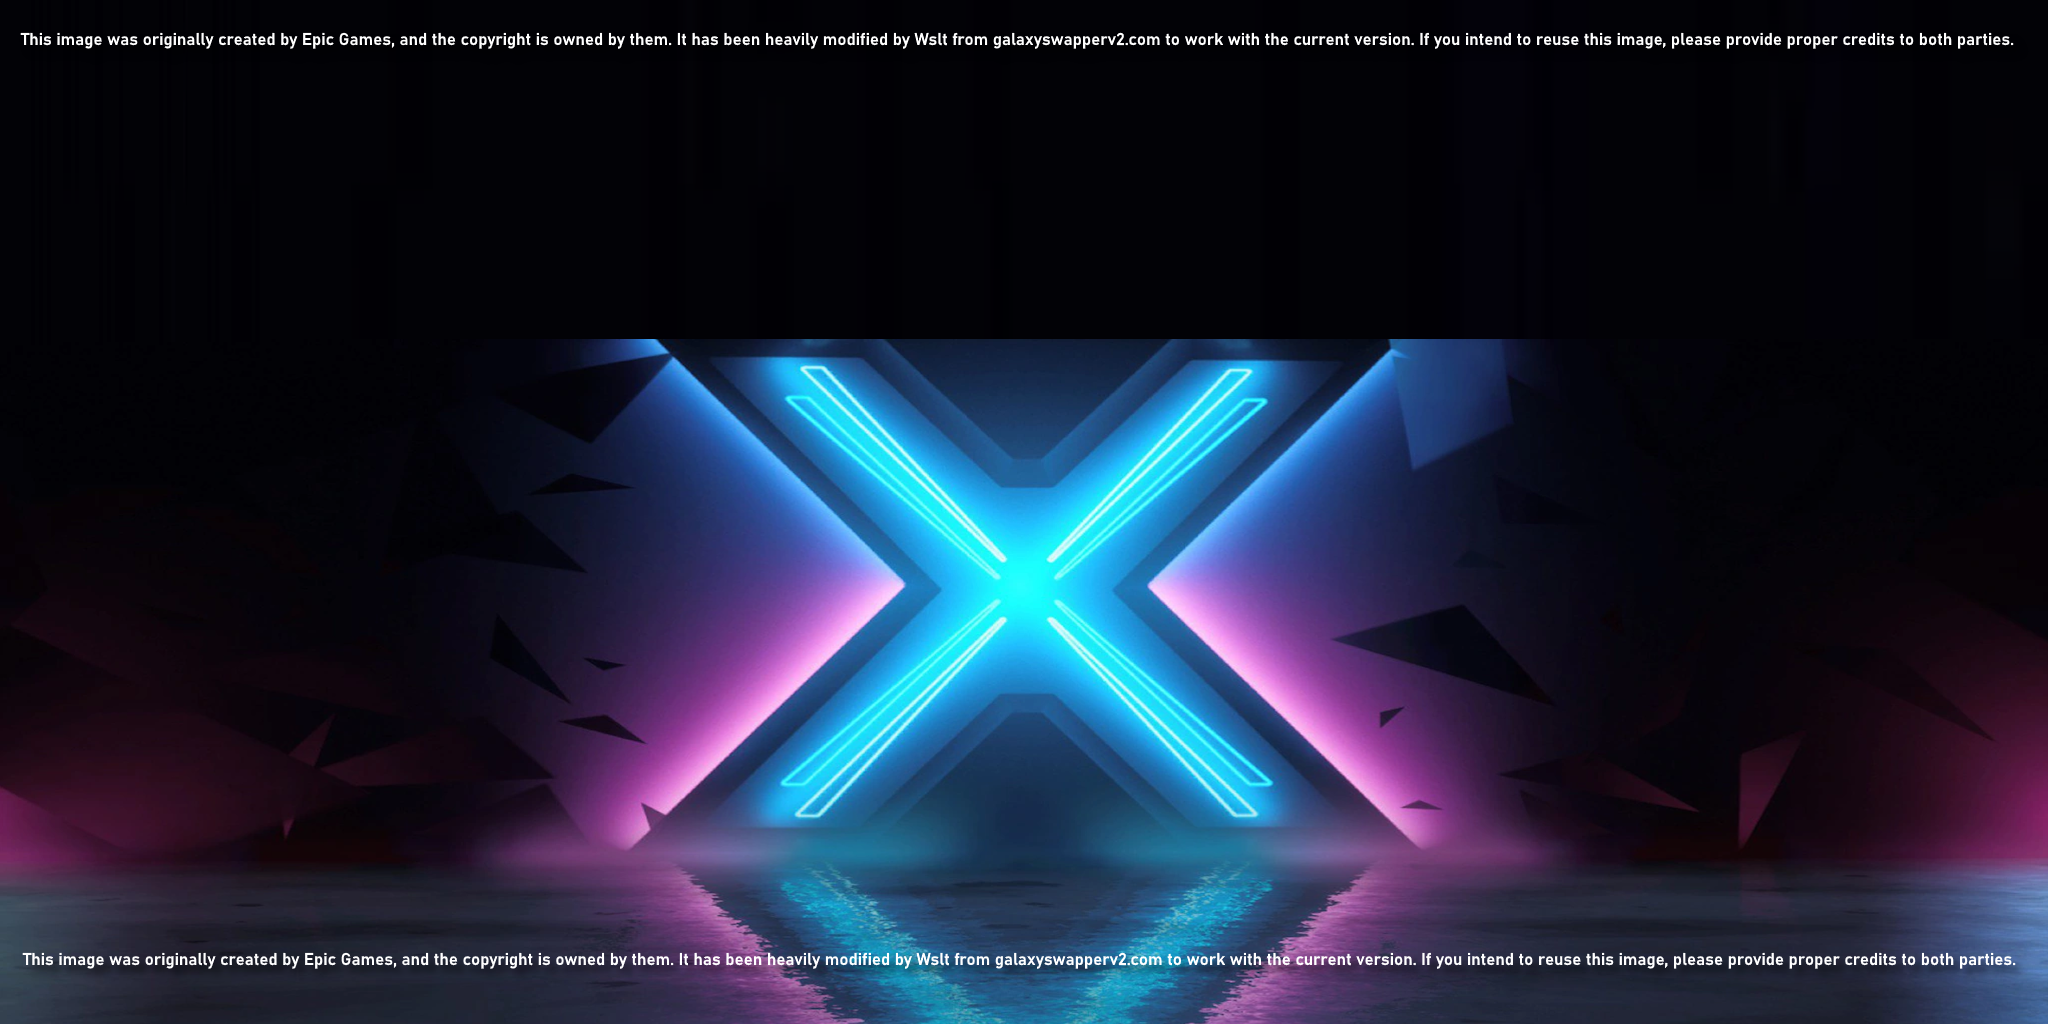 This image was originally created by Epic Games, and the copyright is owned by them. It has been heavily modified by Wslt from galaxyswapperv2.com to work with the current version. If you intend to reuse this image, please provide proper credits to both parties.
This image was originally created by Epic Games, and the copyright is owned by them. It has been heavily modified by Wslt from galaxyswapperv2.com to work with the current version. If you intend to reuse this image, please provide proper credits to both parties.